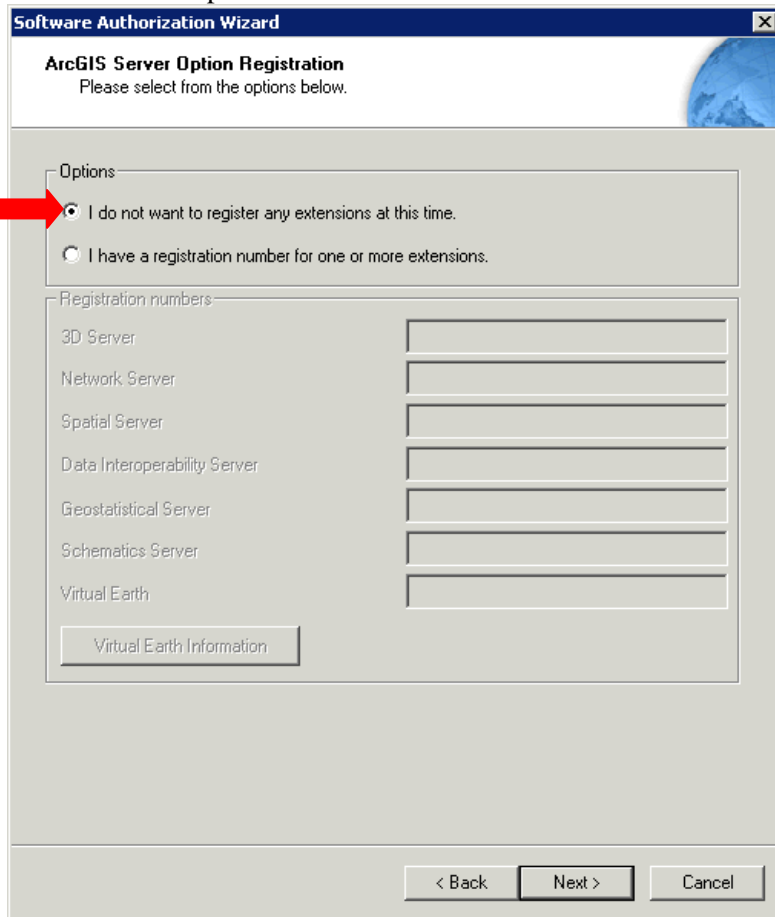 Software Authorization Wizard
ArcGIS Server Option Registration
Please select from the options below.
Options
I do not want to register any extensions at this time.
I have a registration number for one or more extensions.
Registration numbers
3D Server
Network Server
Spatial Server
Data Interoperability Server
Geostatistical Server
Schematics Server
Virtual Earth
Virtual Earth Information
< Back
Next >
Cancel